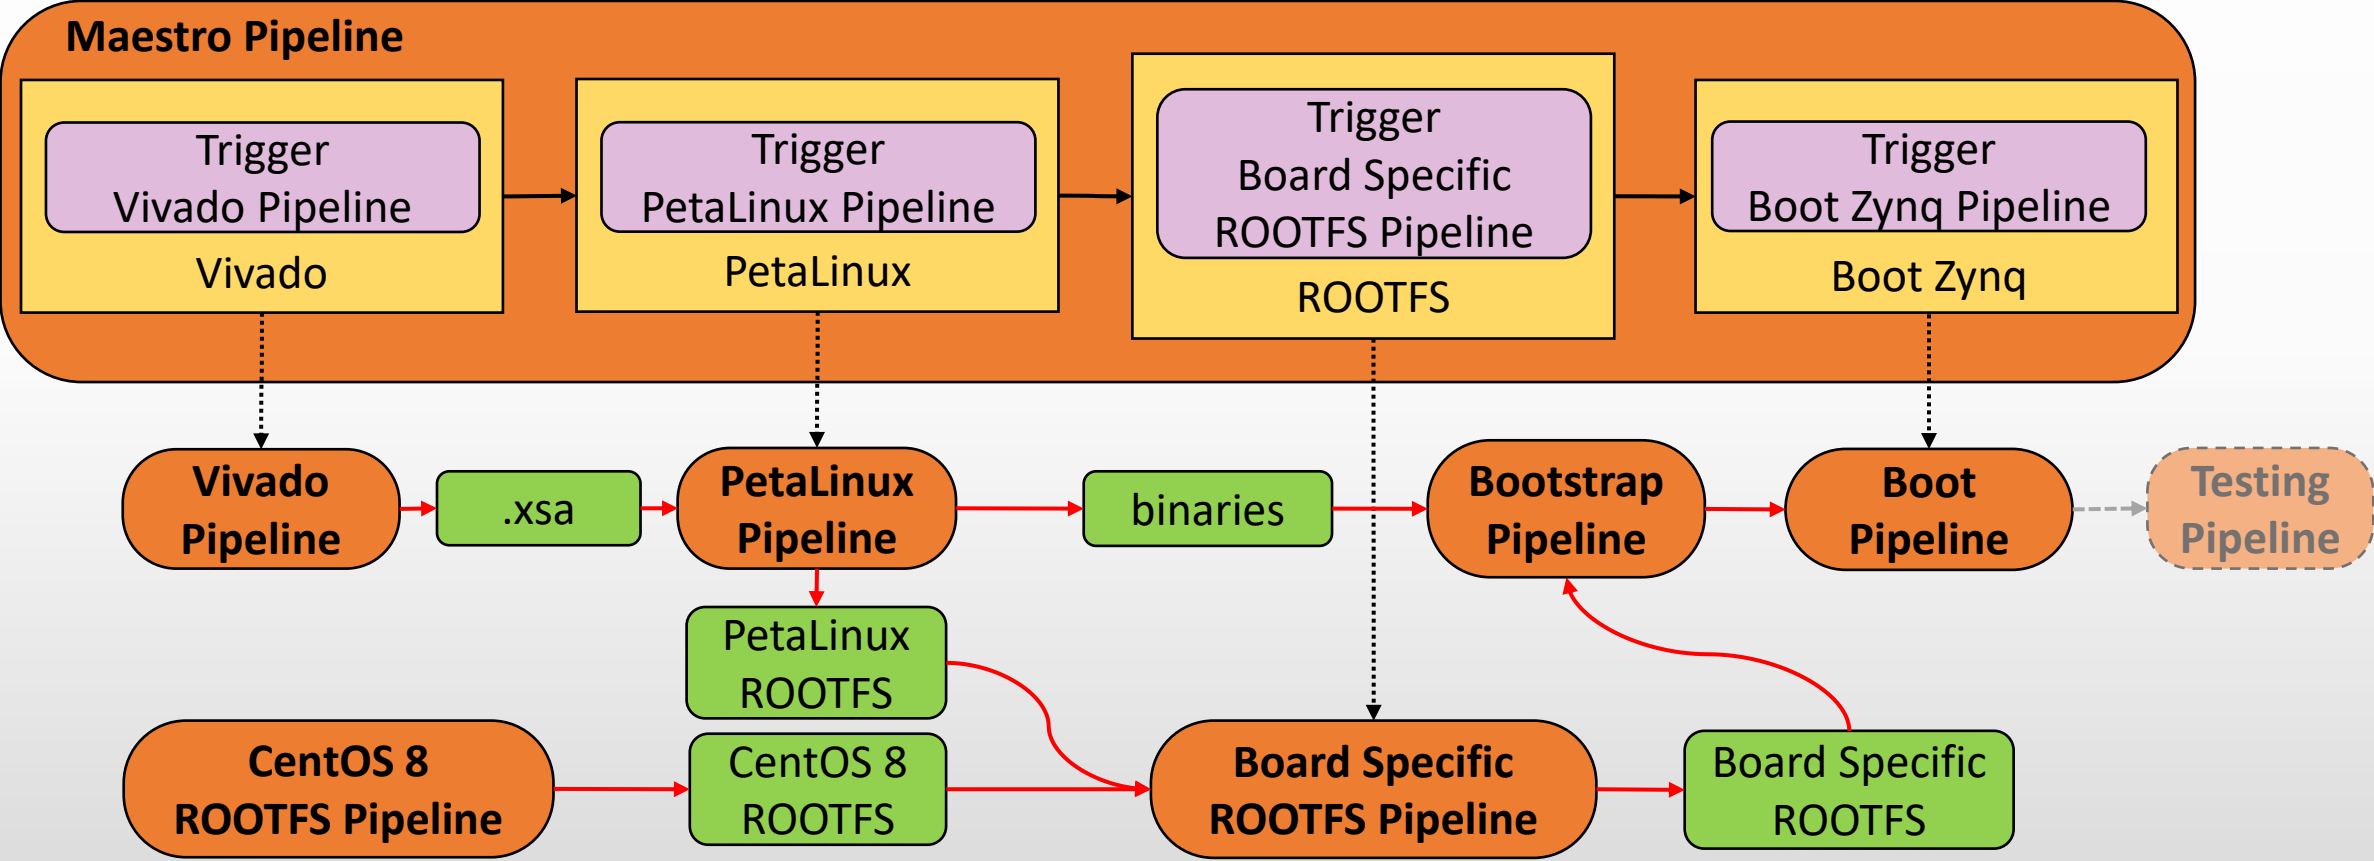 Maestro Pipeline
Trigger
Vivado Pipeline
Vivado
Trigger
PetaLinux Pipeline
PetaLinux
Trigger
Board Specific
ROOTFS Pipeline
ROOTFS
Trigger
Boot Zynq Pipeline
Boot Zynq
Vivado
Pipeline
.xsa
PetaLinux
Pipeline
binaries
Bootstrap
Pipeline
Boot
Pipeline
Testing
Pipeline
PetaLinux
ROOTFS
CentOS 8
ROOTFS Pipeline
CentOS 8
ROOTFS
Board Specific
ROOTFS Pipeline
Board Specific
ROOTFS